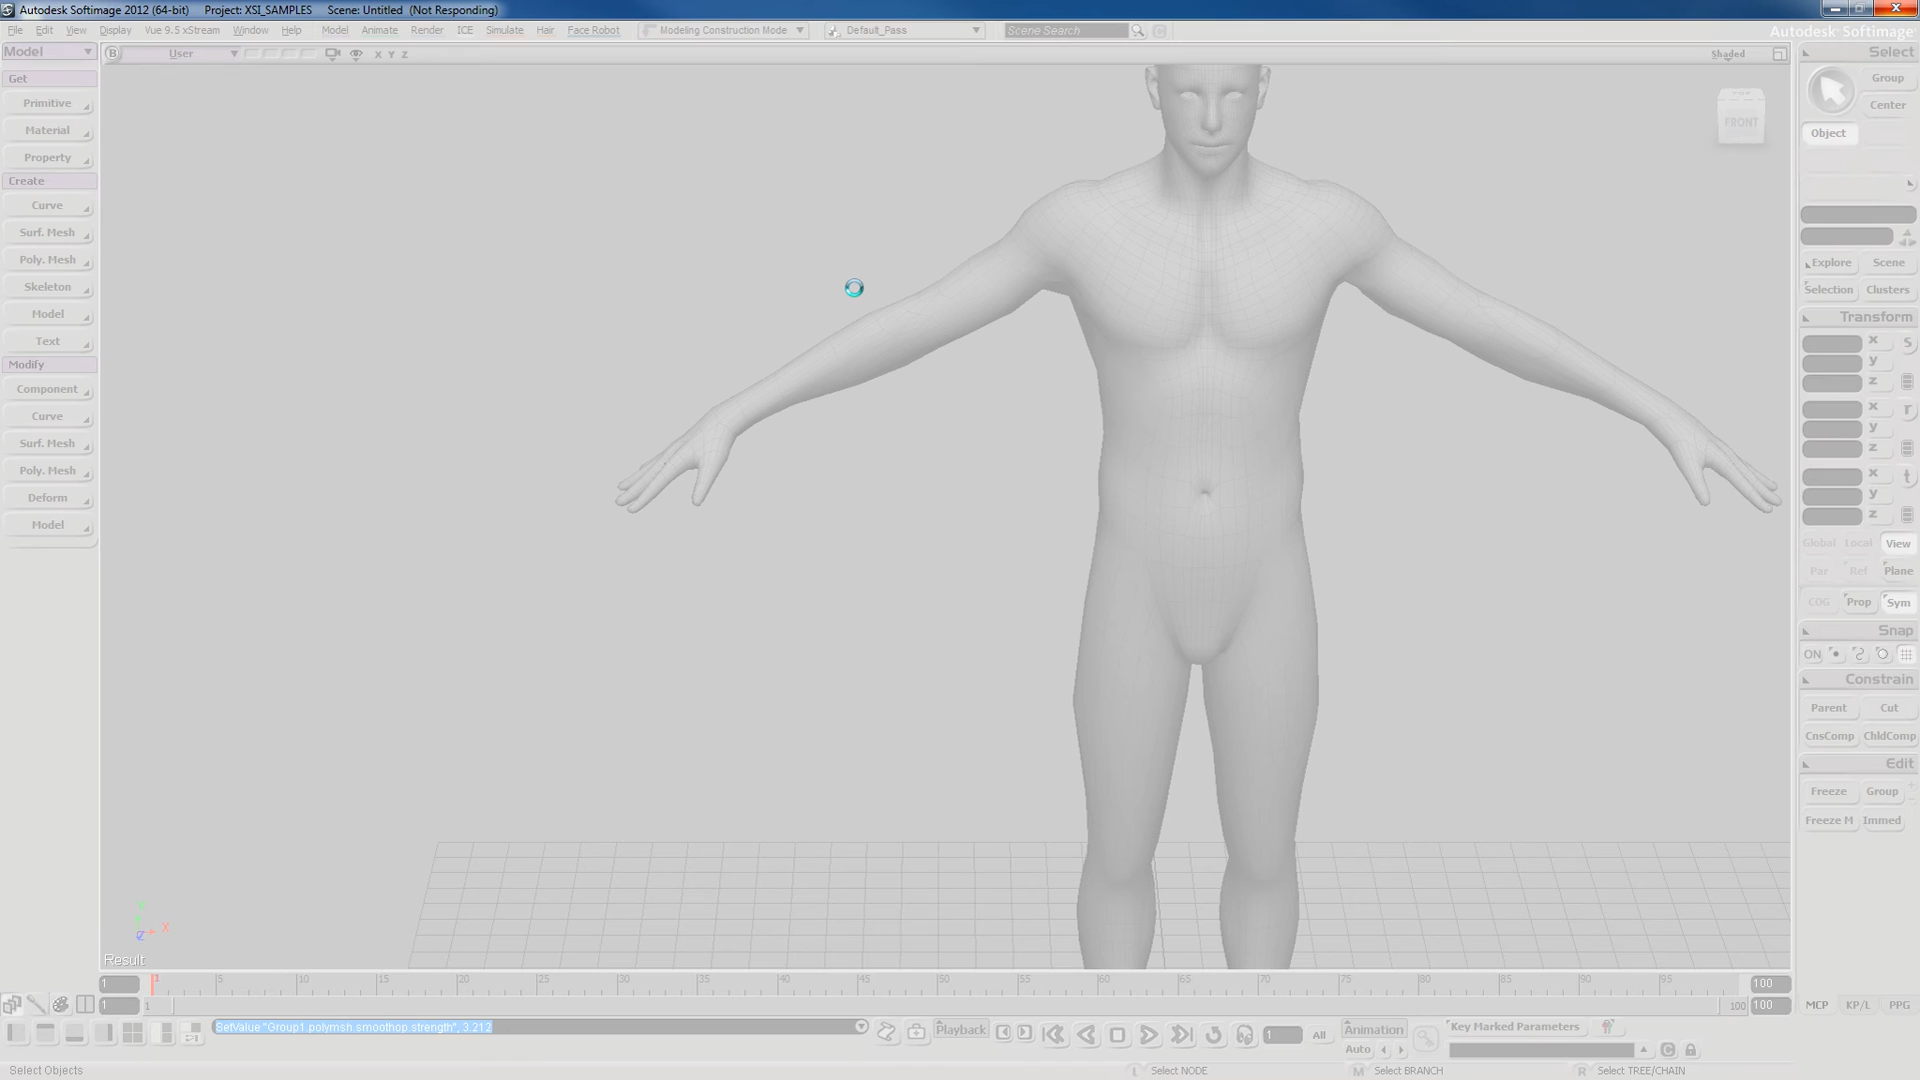 Autodesk Softimage 2012 (64-bit) Project: XSI_SAMPLES Scene: Untitled (Not Responding)
File Edit View Display Vue 9.5 xStream Window Help Model Animate Render ICE Simulate Hair Face Robot Modeling Construction Mode Default_Pass Scene Search Autodesk Softimage
Model
B User X Y Z Shaded
Select
Get
Group
Primitive
Center
FRONT
Material
Object
Property
Create
Curve
Surf. Mesh
Poly. Mesh
Explore Scene
Skeleton
Selection Clusters
Model
Transform
Text
x s
y
Modify
z
Component
x r
Curve
y
Surf. Mesh
z
Poly. Mesh
x t
Deform
y
z
Model
Global Local View
Par Ref Plane
COG Prop Sym
Snap
ON
Constrain
Parent Cut
CnsComp ChldComp
Edit
Freeze Group
Freeze M Immed
Y
X
Z
Result
1 1 5 10 15 20 25 30 35 40 45 50 55 60 65 70 75 80 85 90 95 100
1 1 100 100 MCP KP/L PPG
SetValue "Group1.polymsh.smoothop.strength", 3.212 Playback 1 All Animation Key Marked Parameters
Auto
Select Objects L Select NODE M Select BRANCH R Select TREE/CHAIN